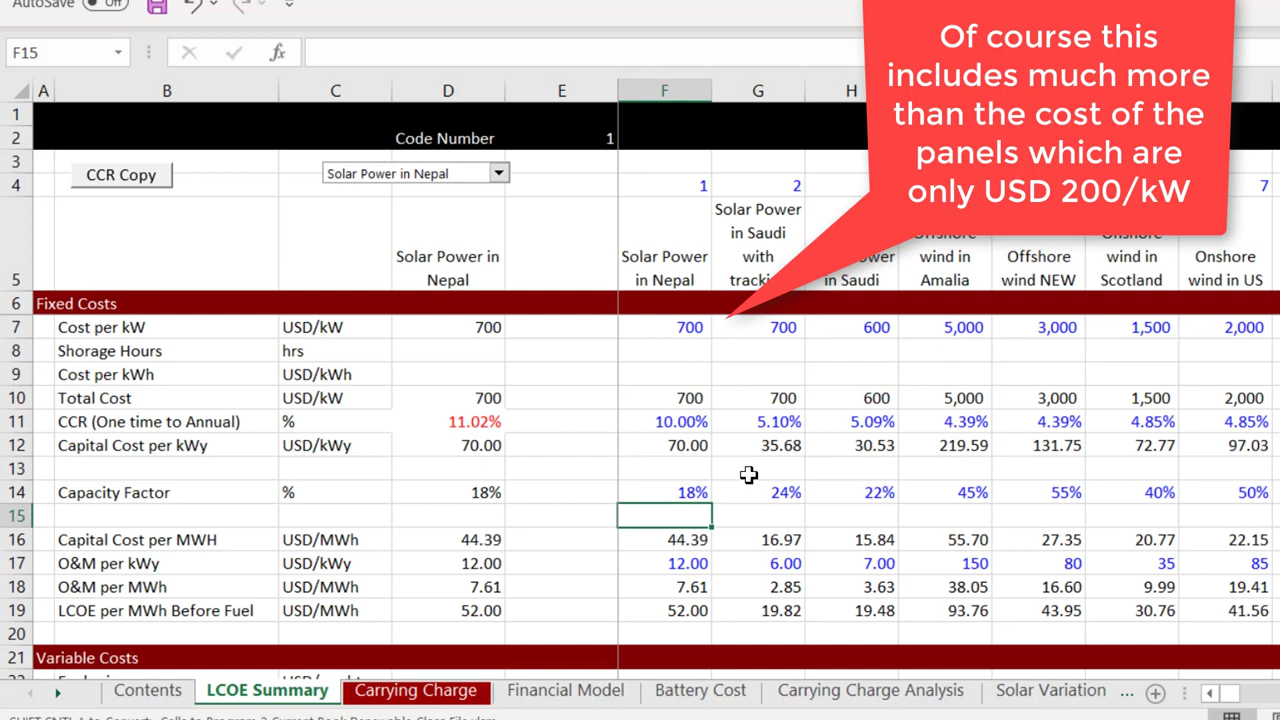 AutoSave Off
F15 fx
Of course this
includes much more
than the cost of the
panels which are
only USD 200/kW
A B C D E F G H
1
2 Code Number 1
3 CCR Copy Solar Power in Nepal
4 1 2 7
5 Solar Power in Nepal Solar Power in Nepal Solar Power in Saudi with in Saudi wind in Amalia Offshore wind NEW wind in Scotland Onshore wind in US
6 Fixed Costs
7 Cost per kW USD/kW 700 700 700 600 5,000 3,000 1,500 2,000
8 Shorage Hours hrs
9 Cost per kWh USD/kWh
10 Total Cost USD/kW 700 700 700 600 5,000 3,000 1,500 2,000
11 CCR (One time to Annual) % 11.02% 10.00% 5.10% 5.09% 4.39% 4.39% 4.85% 4.85%
12 Capital Cost per kWy USD/kWy 70.00 70.00 35.68 30.53 219.59 131.75 72.77 97.03
13
14 Capacity Factor % 18% 18% 24% 22% 45% 55% 40% 50%
15
16 Capital Cost per MWH USD/MWh 44.39 44.39 16.97 15.84 55.70 27.35 20.77 22.15
17 O&M per kWy USD/kWy 12.00 12.00 6.00 7.00 150 80 35 85
18 O&M per MWh USD/MWh 7.61 7.61 2.85 3.63 38.05 16.60 9.99 19.41
19 LCOE per MWh Before Fuel USD/MWh 52.00 52.00 19.82 19.48 93.76 43.95 30.76 41.56
20
21 Variable Costs
Contents LCOE Summary Carrying Charge Financial Model Battery Cost Carrying Charge Analysis Solar Variation ...